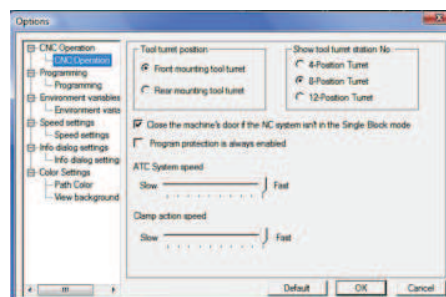 Options
CNC Operation
CNC Operation
Programming
Programming
Environment variables
Environment varia
Speed settings
Speed settings
Info dialog settings
Info dialog setting
Color Settings
Path Color
View background
Tool turret position
Front mounting tool turret
Rear mounting tool turret
Show tool turret station No.
4-Position Turret
8-Position Turret
12-Position Turret
Close the machine's door if the NC system isn't in the Single Block mode
Program protection is always enabled
ATC System speed
Slow Fast
Clamp action speed
Slow Fast
Default OK Cancel